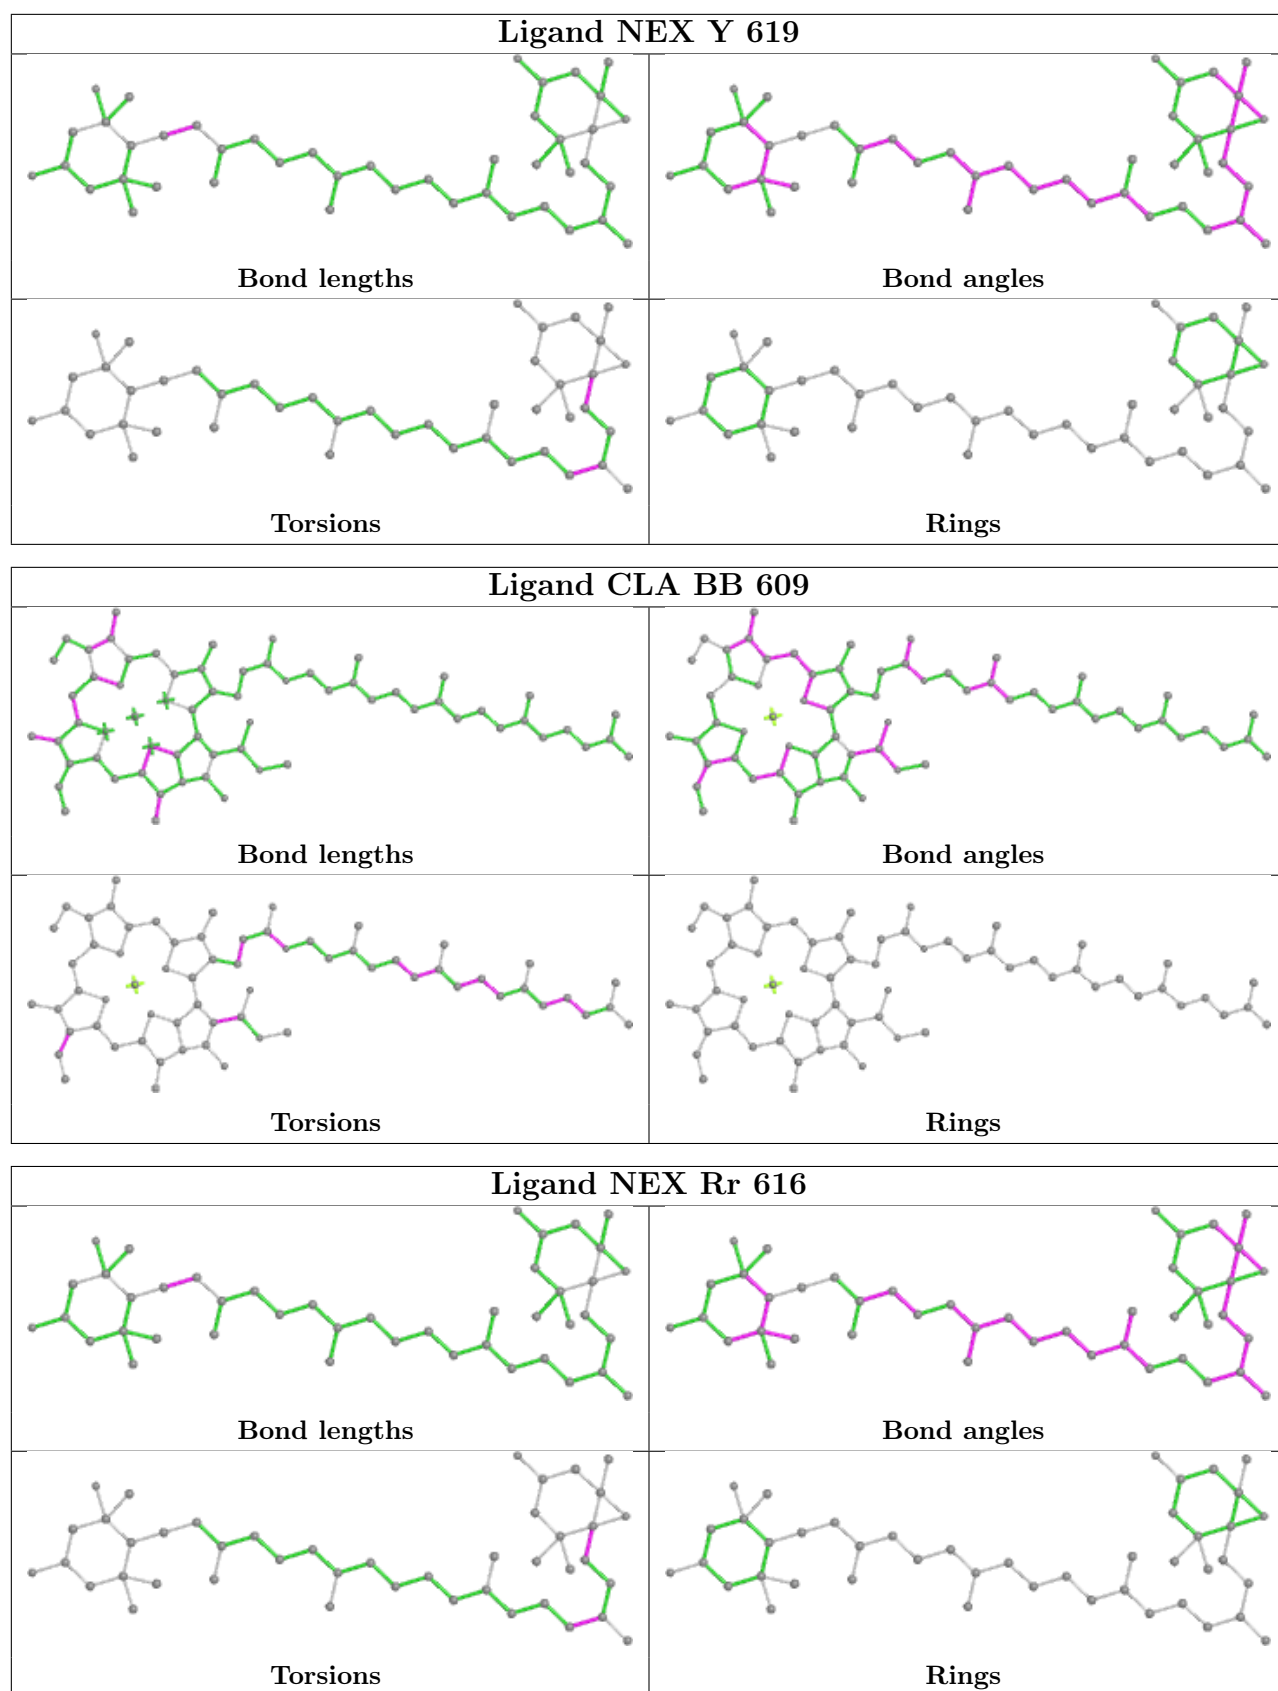 Ligand NEX Y 619
Bond lengths
Bond angles
Torsions
Rings
Ligand CLA BB 609
Bond lengths
Bond angles
Torsions
Rings
Ligand NEX Rr 616
Bond lengths
Bond angles
Torsions
Rings